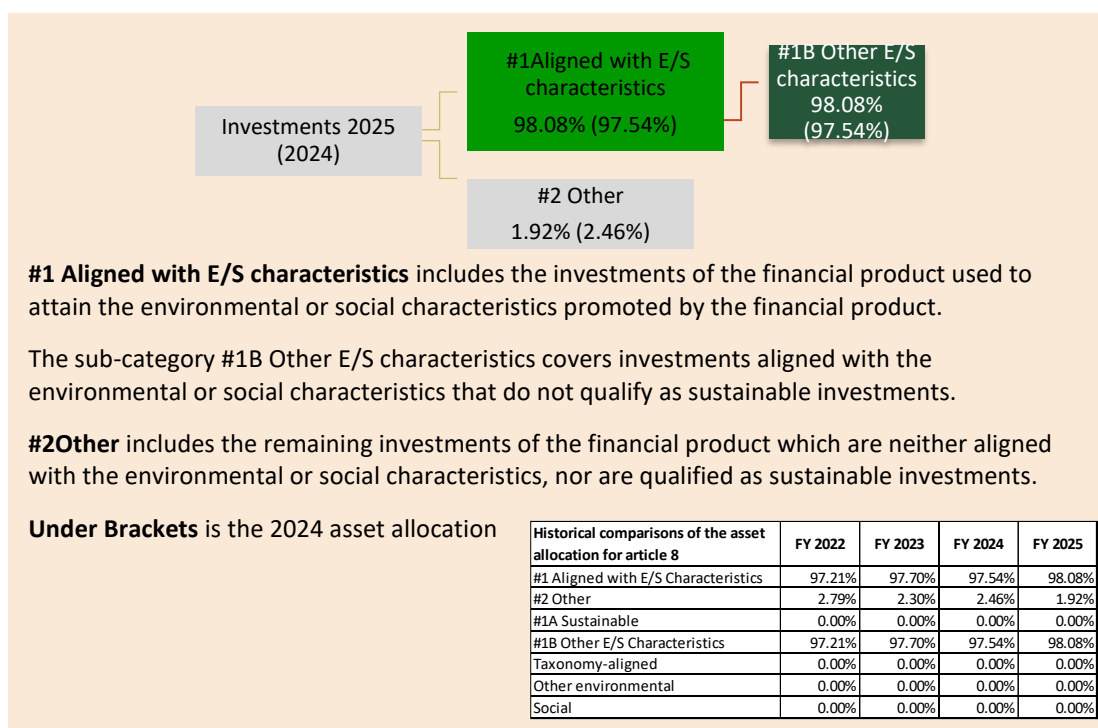 #1Aligned with E/S
characteristics
98.08% (97.54%)
#1B Other E/S
characteristics
98.08%
(97.54%)
Investments 2025
(2024)
#2 Other
1.92% (2.46%)
#1 Aligned with E/S characteristics includes the investments of the financial product used to
attain the environmental or social characteristics promoted by the financial product.
The sub-category #1B Other E/S characteristics covers investments aligned with the
environmental or social characteristics that do not qualify as sustainable investments.
#2Other includes the remaining investments of the financial product which are neither aligned
with the environmental or social characteristics, nor are qualified as sustainable investments.
Under Brackets is the 2024 asset allocation
Historical comparisons of the asset
allocation for article 8 FY 2022 FY 2023 FY 2024 FY 2025
#1 Aligned with E/S Characteristics 97.21% 97.70% 97.54% 98.08%
#2 Other 2.79% 2.30% 2.46% 1.92%
#1A Sustainable 0.00% 0.00% 0.00% 0.00%
#1B Other E/S Characteristics 97.21% 97.70% 97.54% 98.08%
Taxonomy-aligned 0.00% 0.00% 0.00% 0.00%
Other environmental 0.00% 0.00% 0.00% 0.00%
Social 0.00% 0.00% 0.00% 0.00%